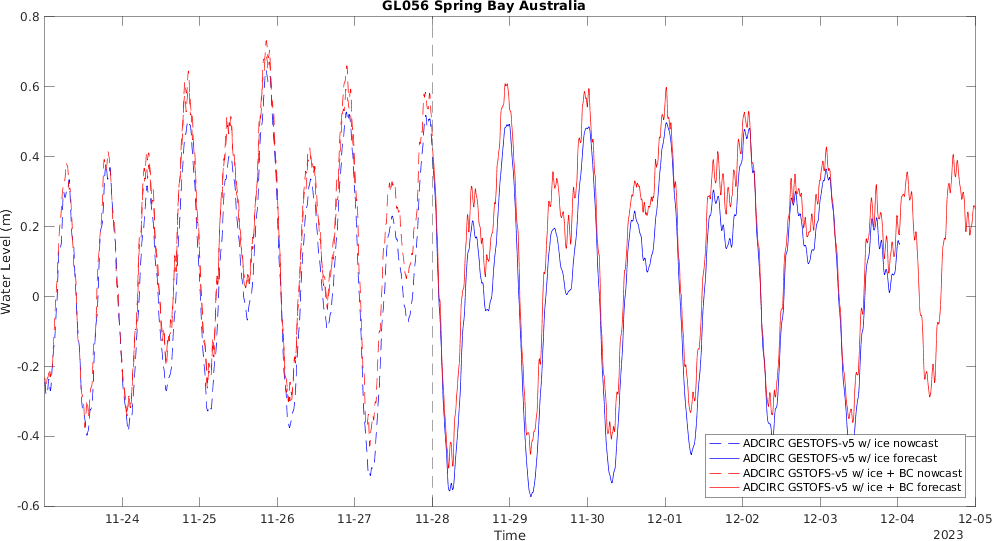 GL056 Spring Bay Australia
0.8
0.6
0.4
0.2
0
-0.2
-0.4
-0.6
Water Level (m)
ADCIRC GESTOFS-v5 w/ ice nowcast
ADCIRC GESTOFS-v5 w/ ice forecast
ADCIRC GSTOFS-v5 w/ ice + BC nowcast
ADCIRC GSTOFS-v5 w/ ice + BC forecast
11-24 11-25 11-26 11-27 11-28 11-29 11-30 12-01 12-02 12-03 12-04 12-05
Time
2023